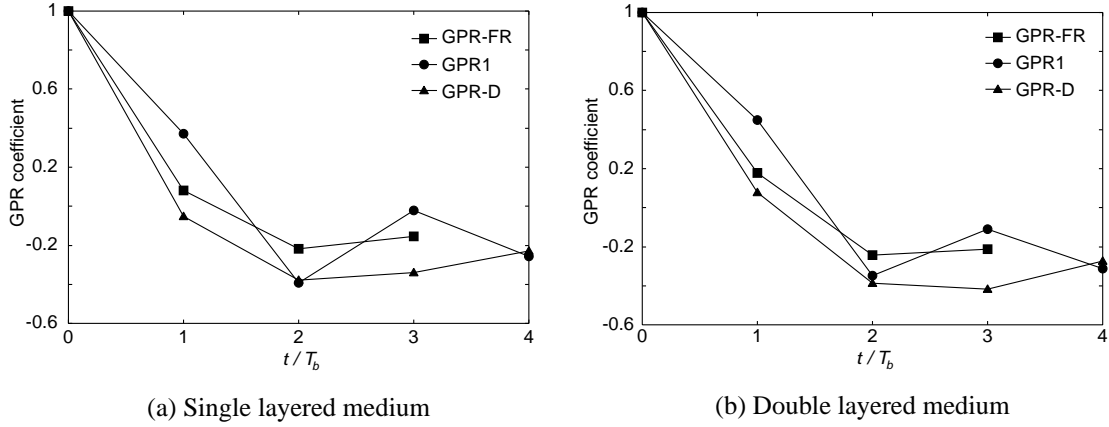 1
0.6
0.2
-0.2
-0.6
GPR coefficient
GPR-FR
GPR1
GPR-D
0 1 2 3 4
t / T_b
(a) Single layered medium
1
0.6
0.2
-0.2
-0.6
GPR coefficient
GPR-FR
GPR1
GPR-D
0 1 2 3 4
t / T_b
(b) Double layered medium